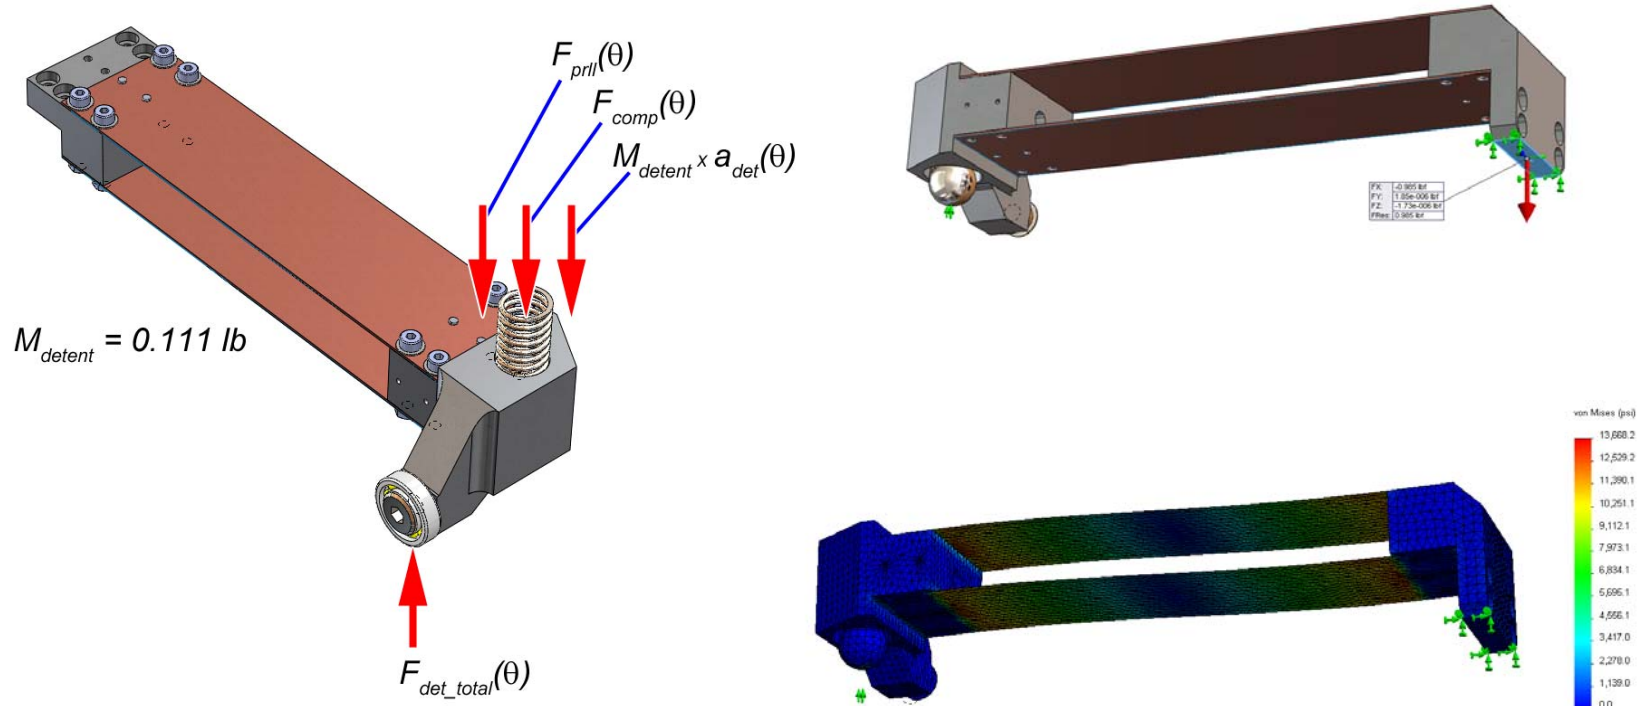 F_prll(θ)
F_comp(θ)
M_detent x a_det(θ)
M_detent = 0.111 lb
F_det_total(θ)
FX: -0.985 lbf
FY: 1.85e-006 lbf
FZ: -1.73e-006 lbf
FRes: 0.985 lbf
von Mises (psi)
13,668.2
12,529.2
11,390.1
10,251.1
9,112.1
7,973.1
6,834.1
5,695.1
4,556.1
3,417.0
2,278.0
1,139.0
0.0